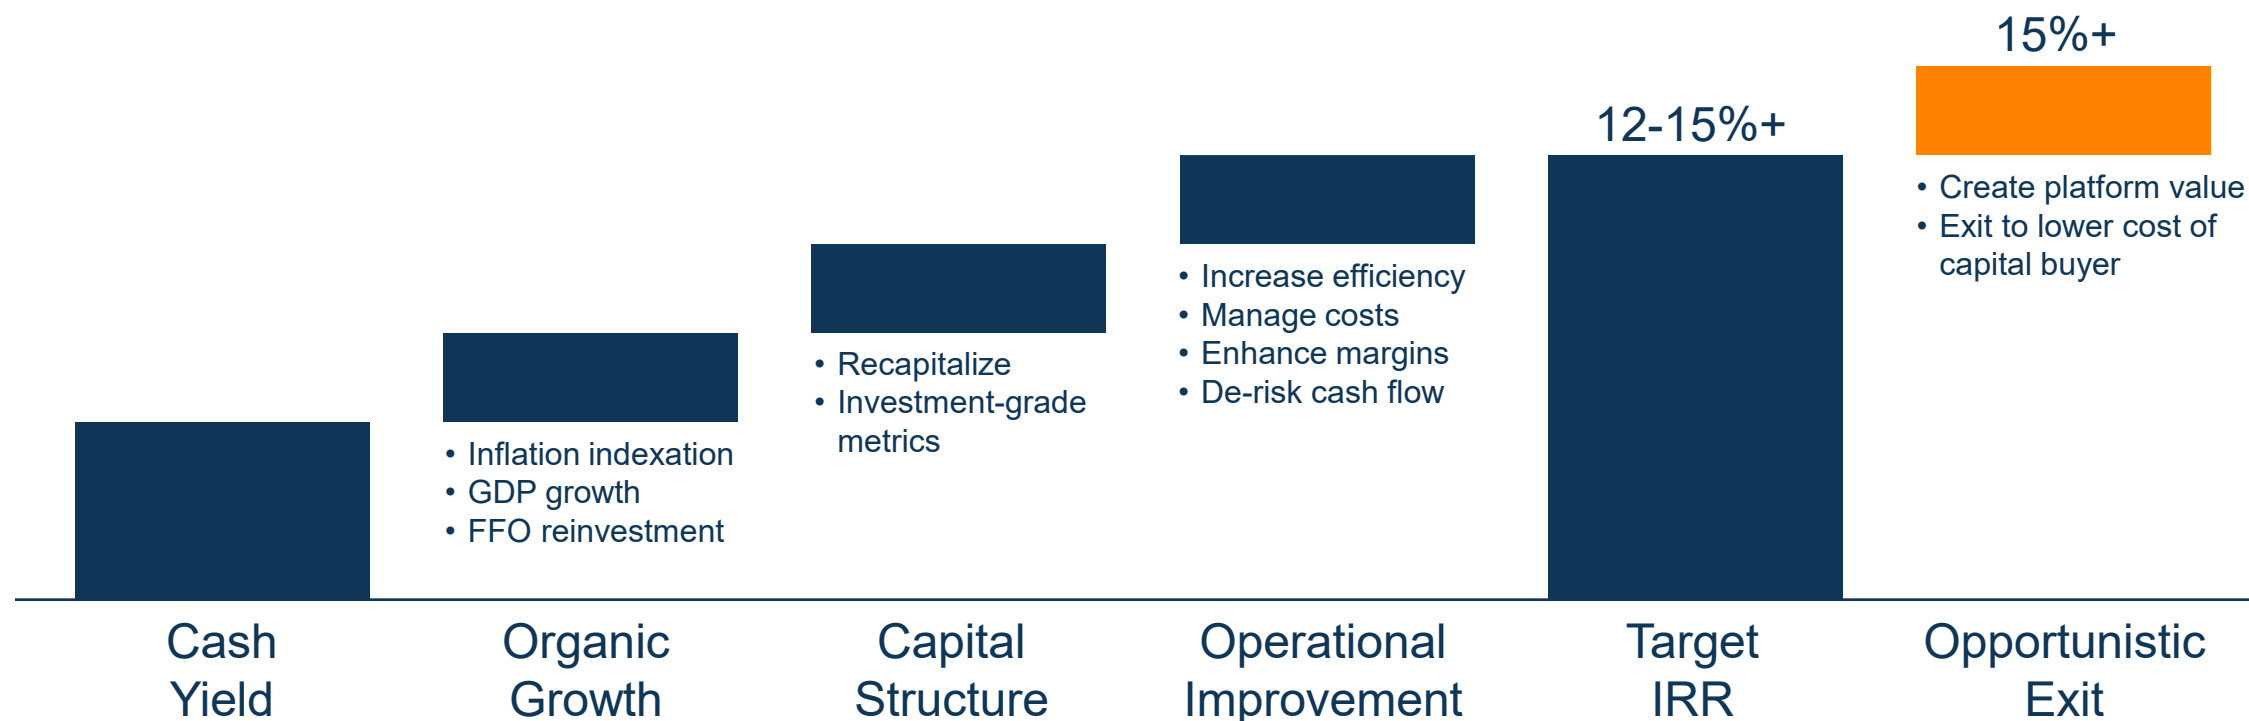 15%+
12-15%+
• Create platform value
• Exit to lower cost of
capital buyer
• Increase efficiency
• Manage costs
• Enhance margins
• De-risk cash flow
• Recapitalize
• Investment-grade
metrics
• Inflation indexation
• GDP growth
• FFO reinvestment
Cash
Yield
Organic
Growth
Capital
Structure
Operational
Improvement
Target
IRR
Opportunistic
Exit